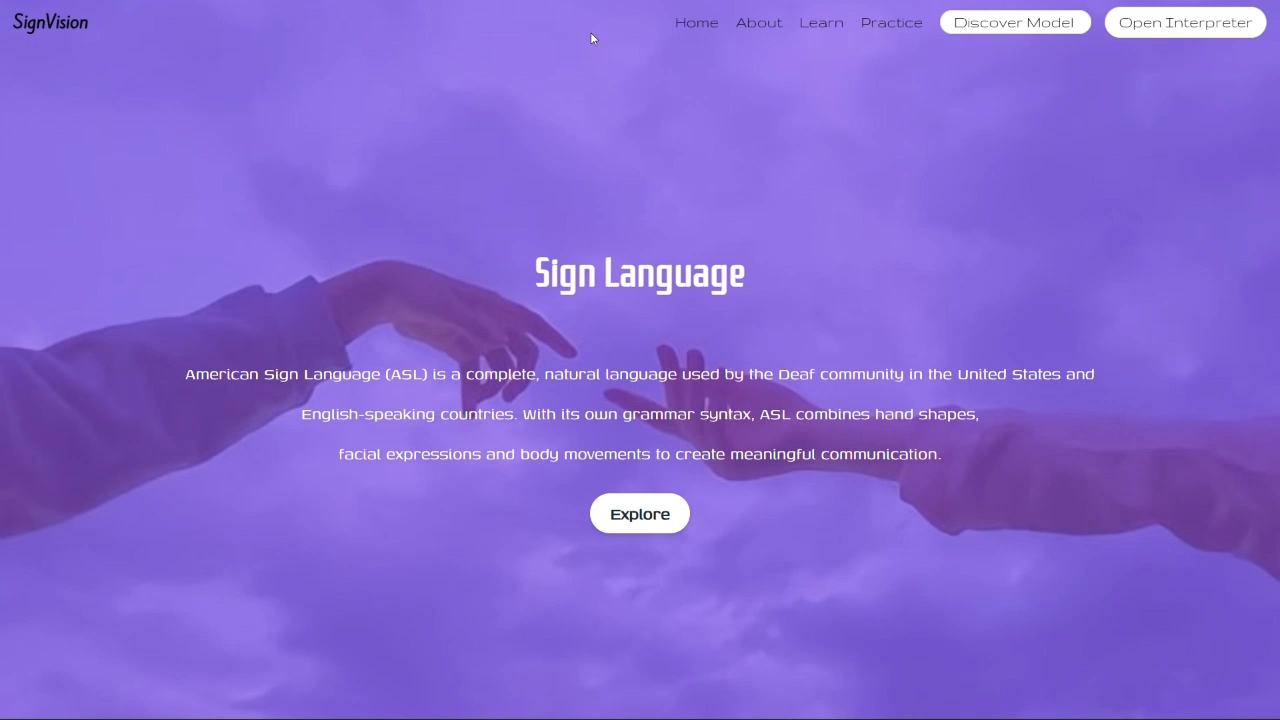 SignVision
Home About Learn Practice Discover Model Open Interpreter
Sign Language
American Sign Language (ASL) is a complete, natural language used by the Deaf community in the United States and
English-speaking countries. With its own grammar syntax, ASL combines hand shapes,
facial expressions and body movements to create meaningful communication.
Explore